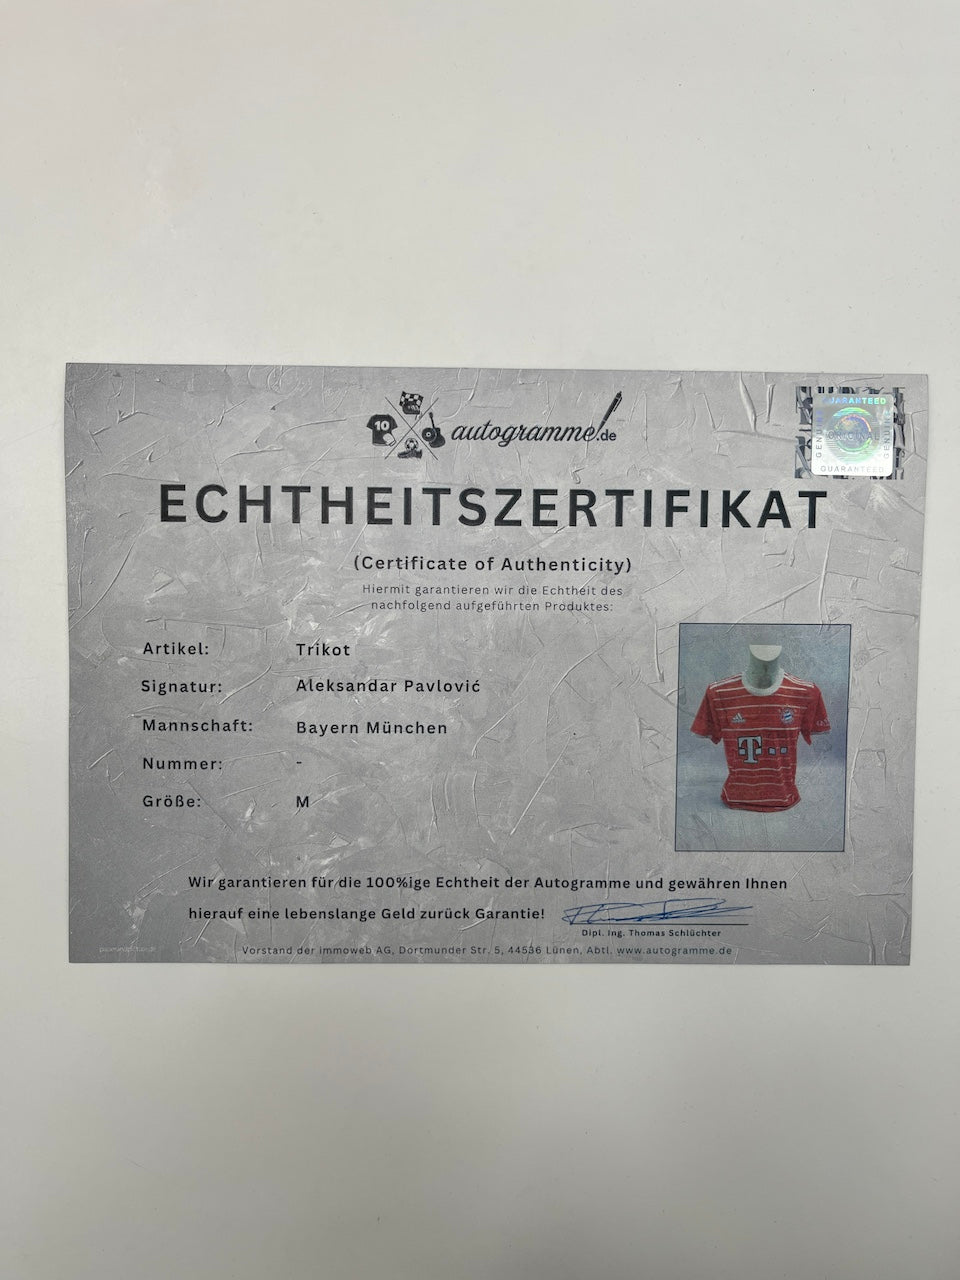 10
autogramme.de
GUARANTEED
GENUINE
ORIGINAL
GENUINE
GUARANTEED
ECHTHEITSZERTIFIKAT
(Certificate of Authenticity)
Hiermit garantieren wir die Echtheit des
nachfolgend aufgeführten Produktes:
Artikel: Trikot
Signatur: Aleksandar Pavlović
Mannschaft: Bayern München
Nummer: -
Größe: M
T
Wir garantieren für die 100%ige Echtheit der Autogramme und gewähren Ihnen
hierauf eine lebenslange Geld zurück Garantie!
Dipl. Ing. Thomas Schlüchter
Vorstand der immoweb AG, Dortmunder Str. 5, 44536 Lünen, Abtl. www.autogramme.de